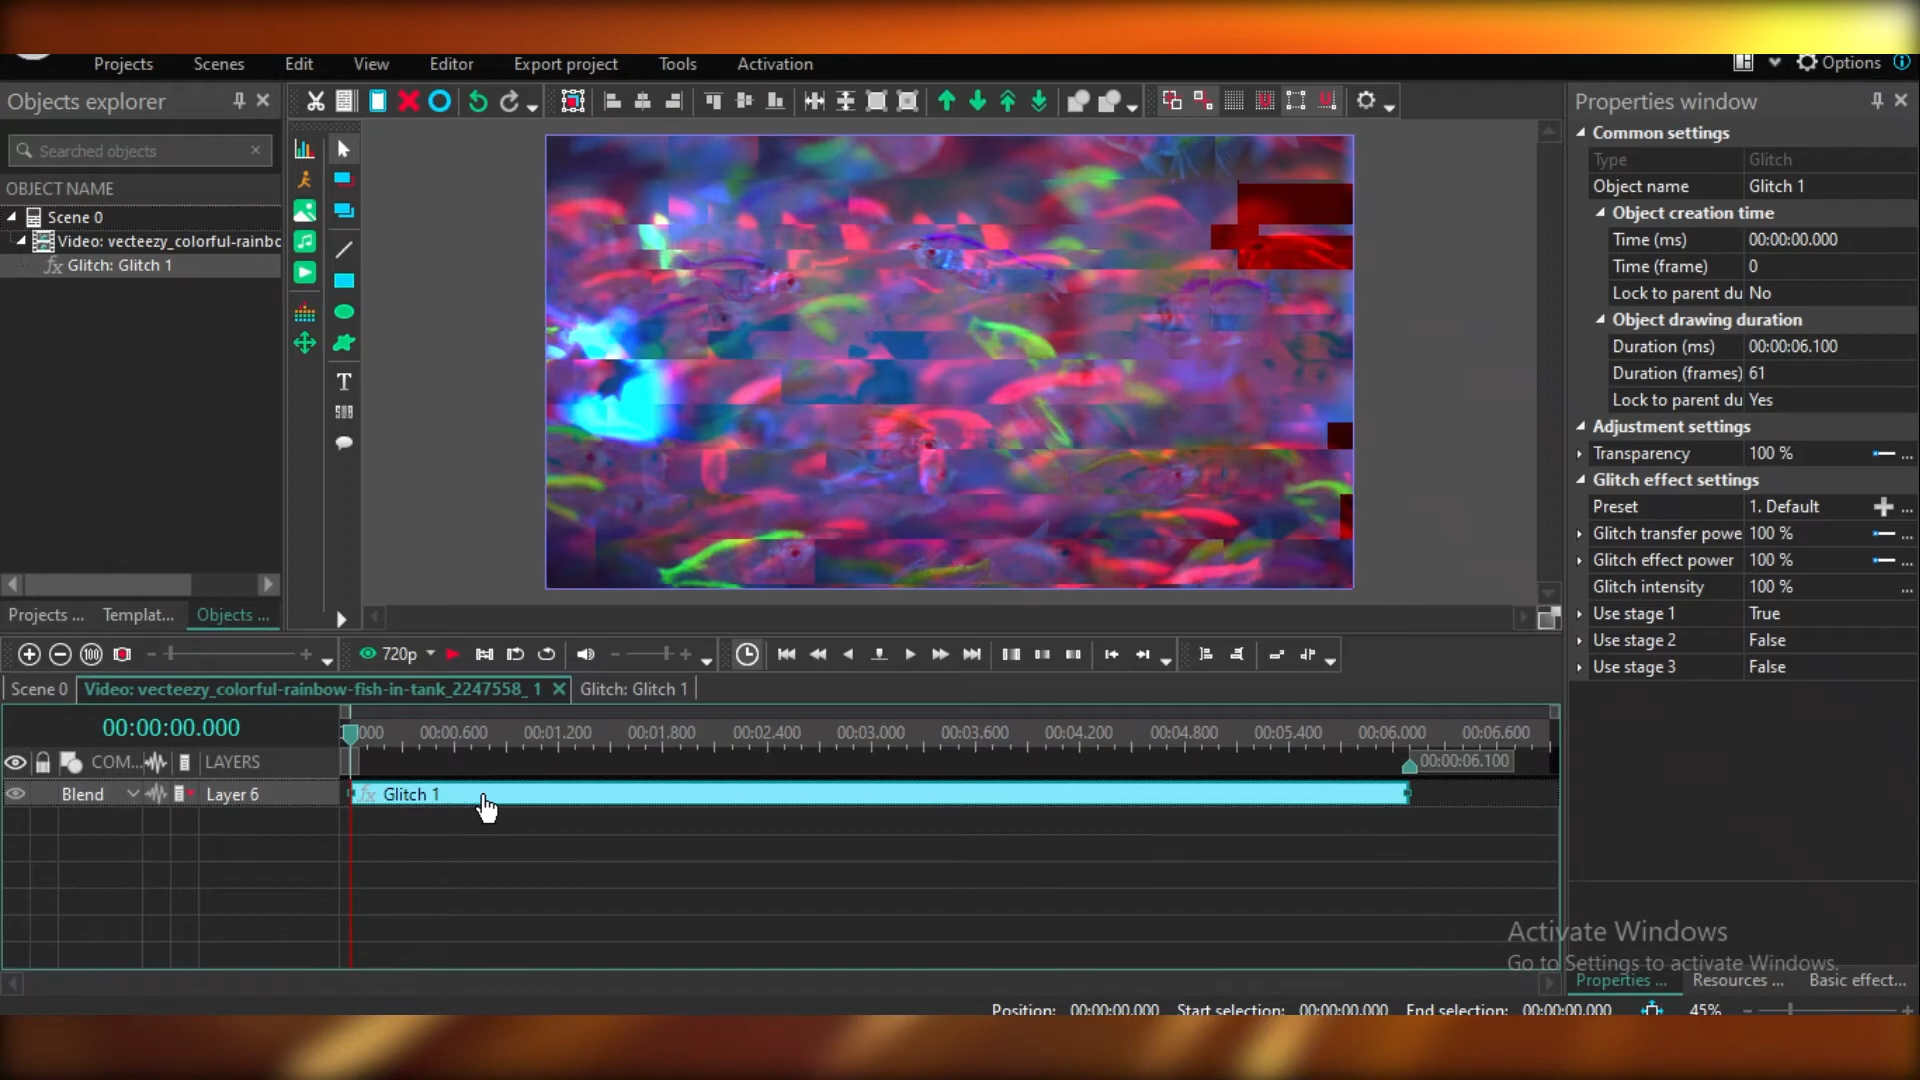 Projects Scenes Edit View Editor Export project Tools Activation Options
Objects explorer
Searched objects
OBJECT NAME
Scene 0
Video: vecteezy_colorful-rainbo
fx Glitch: Glitch 1
Projects ... Templat... Objects ...
T
SUB
Properties window
Common settings
Type Glitch
Object name Glitch 1
Object creation time
Time (ms) 00:00:00.000
Time (frame) 0
Lock to parent du No
Object drawing duration
Duration (ms) 00:00:06.100
Duration (frames) 61
Lock to parent du Yes
Adjustment settings
Transparency 100 % ...
Glitch effect settings
Preset 1. Default ...
Glitch transfer powe 100 % ...
Glitch effect power 100 % ...
Glitch intensity 100 % ...
Use stage 1 True
Use stage 2 False
Use stage 3 False
100 720p
Scene 0 Video: vecteezy_colorful-rainbow-fish-in-tank_2247558_ 1 Glitch: Glitch 1
00:00:00.000
000 00:00.600 00:01.200 00:01.800 00:02.400 00:03.000 00:03.600 00:04.200 00:04.800 00:05.400 00:06.000 00:06.600
00:00:06.100
COM... LAYERS
Blend Layer 6 fx Glitch 1
Activate Windows
Go to Settings to activate Windows.
Properties ... Resources ... Basic effect...
Position: 00:00:00.000 Start selection: 00:00:00.000 End selection: 00:00:00.000 45%